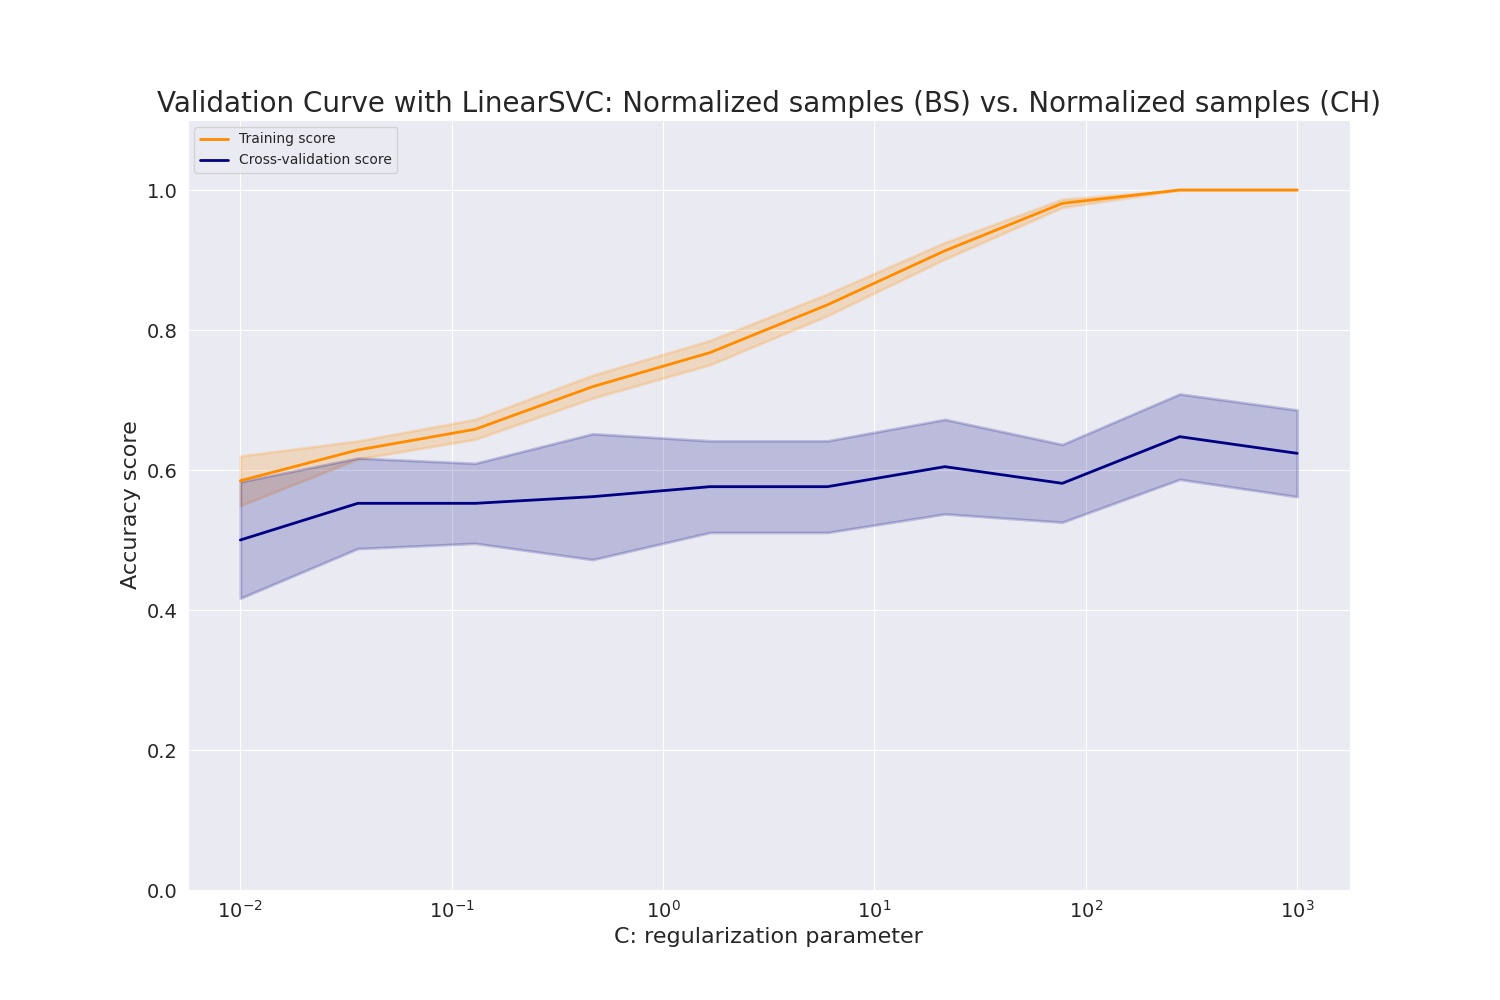 Validation Curve with LinearSVC: Normalized samples (BS) vs. Normalized samples (CH)
Training score
Cross-validation score
1.0
0.8
0.6
0.4
0.2
0.0
Accuracy score
10⁻² 10⁻¹ 10⁰ 10¹ 10² 10³
C: regularization parameter